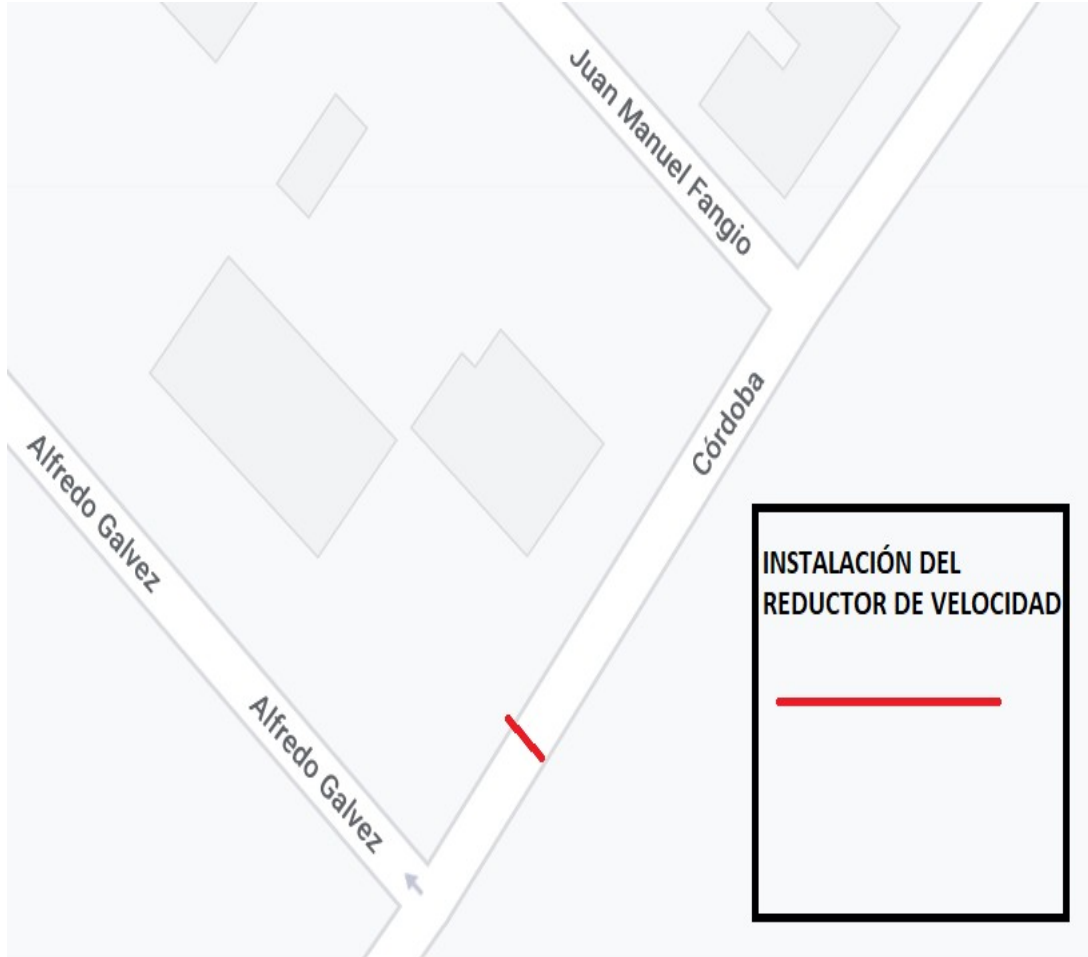 Juan Manuel Fangio
Córdoba
Alfredo Galvez
Alfredo Galvez
INSTALACIÓN DEL
REDUCTOR DE VELOCIDAD